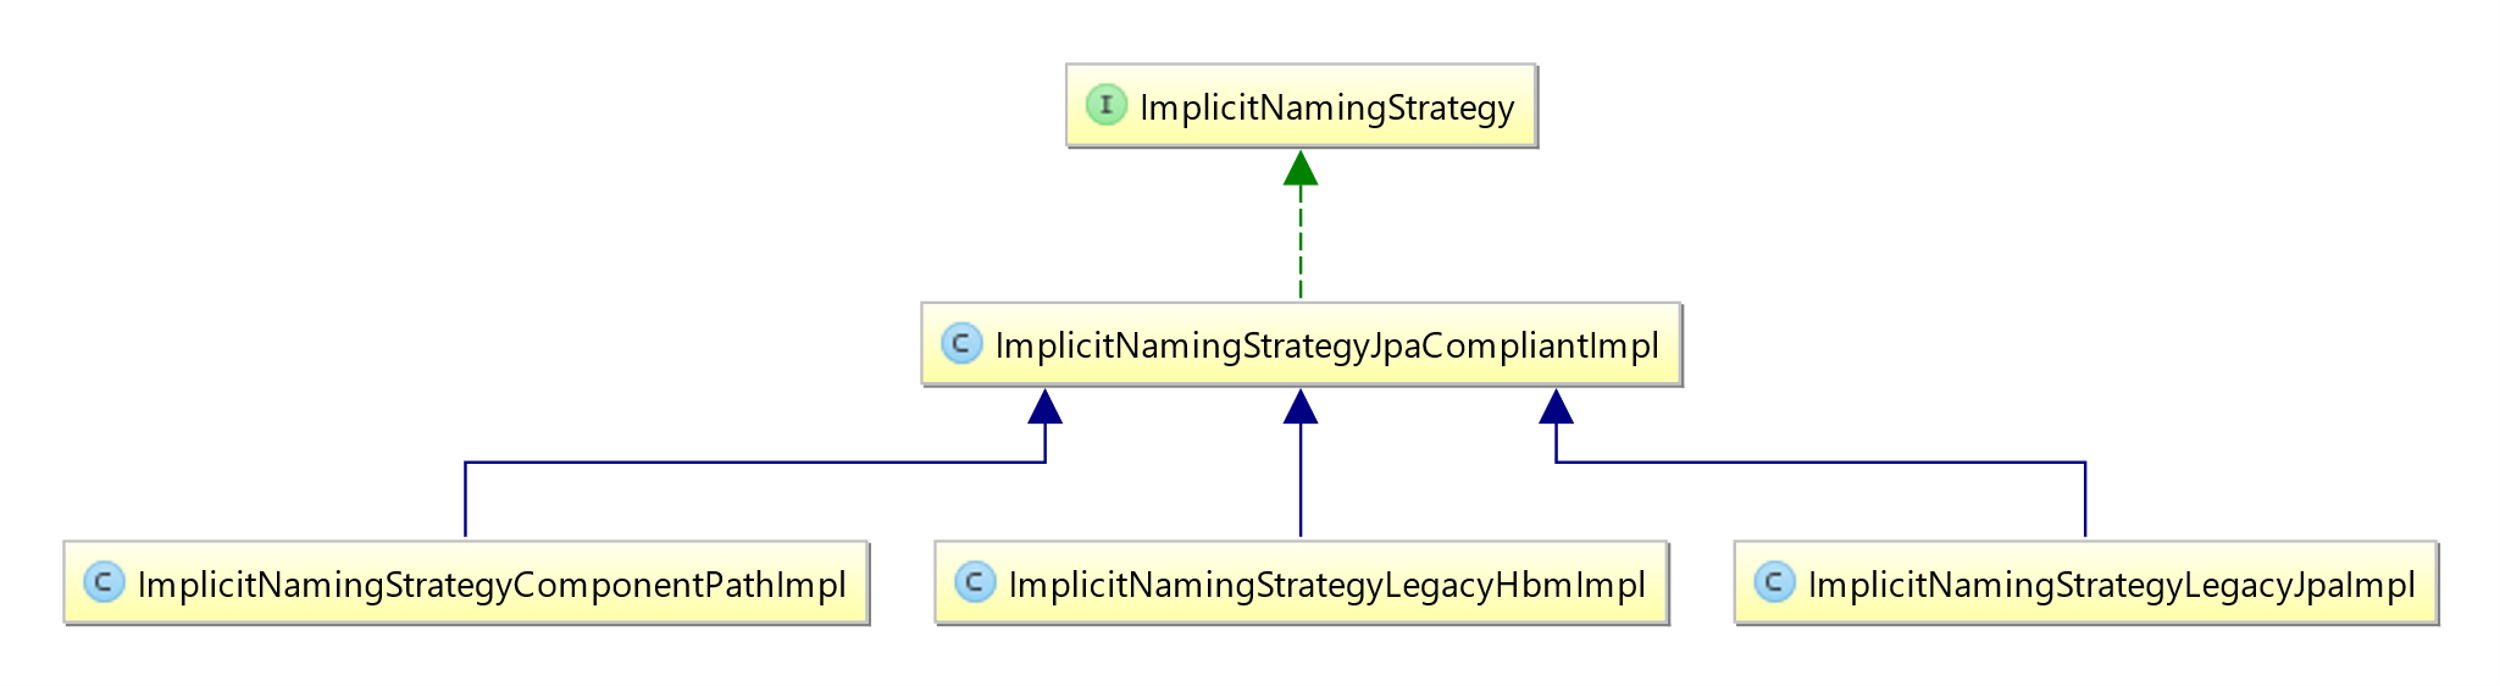 I ImplicitNamingStrategy
C ImplicitNamingStrategyJpaCompliantImpl
C ImplicitNamingStrategyComponentPathImpl
C ImplicitNamingStrategyLegacyHbmImpl
C ImplicitNamingStrategyLegacyJpaImpl